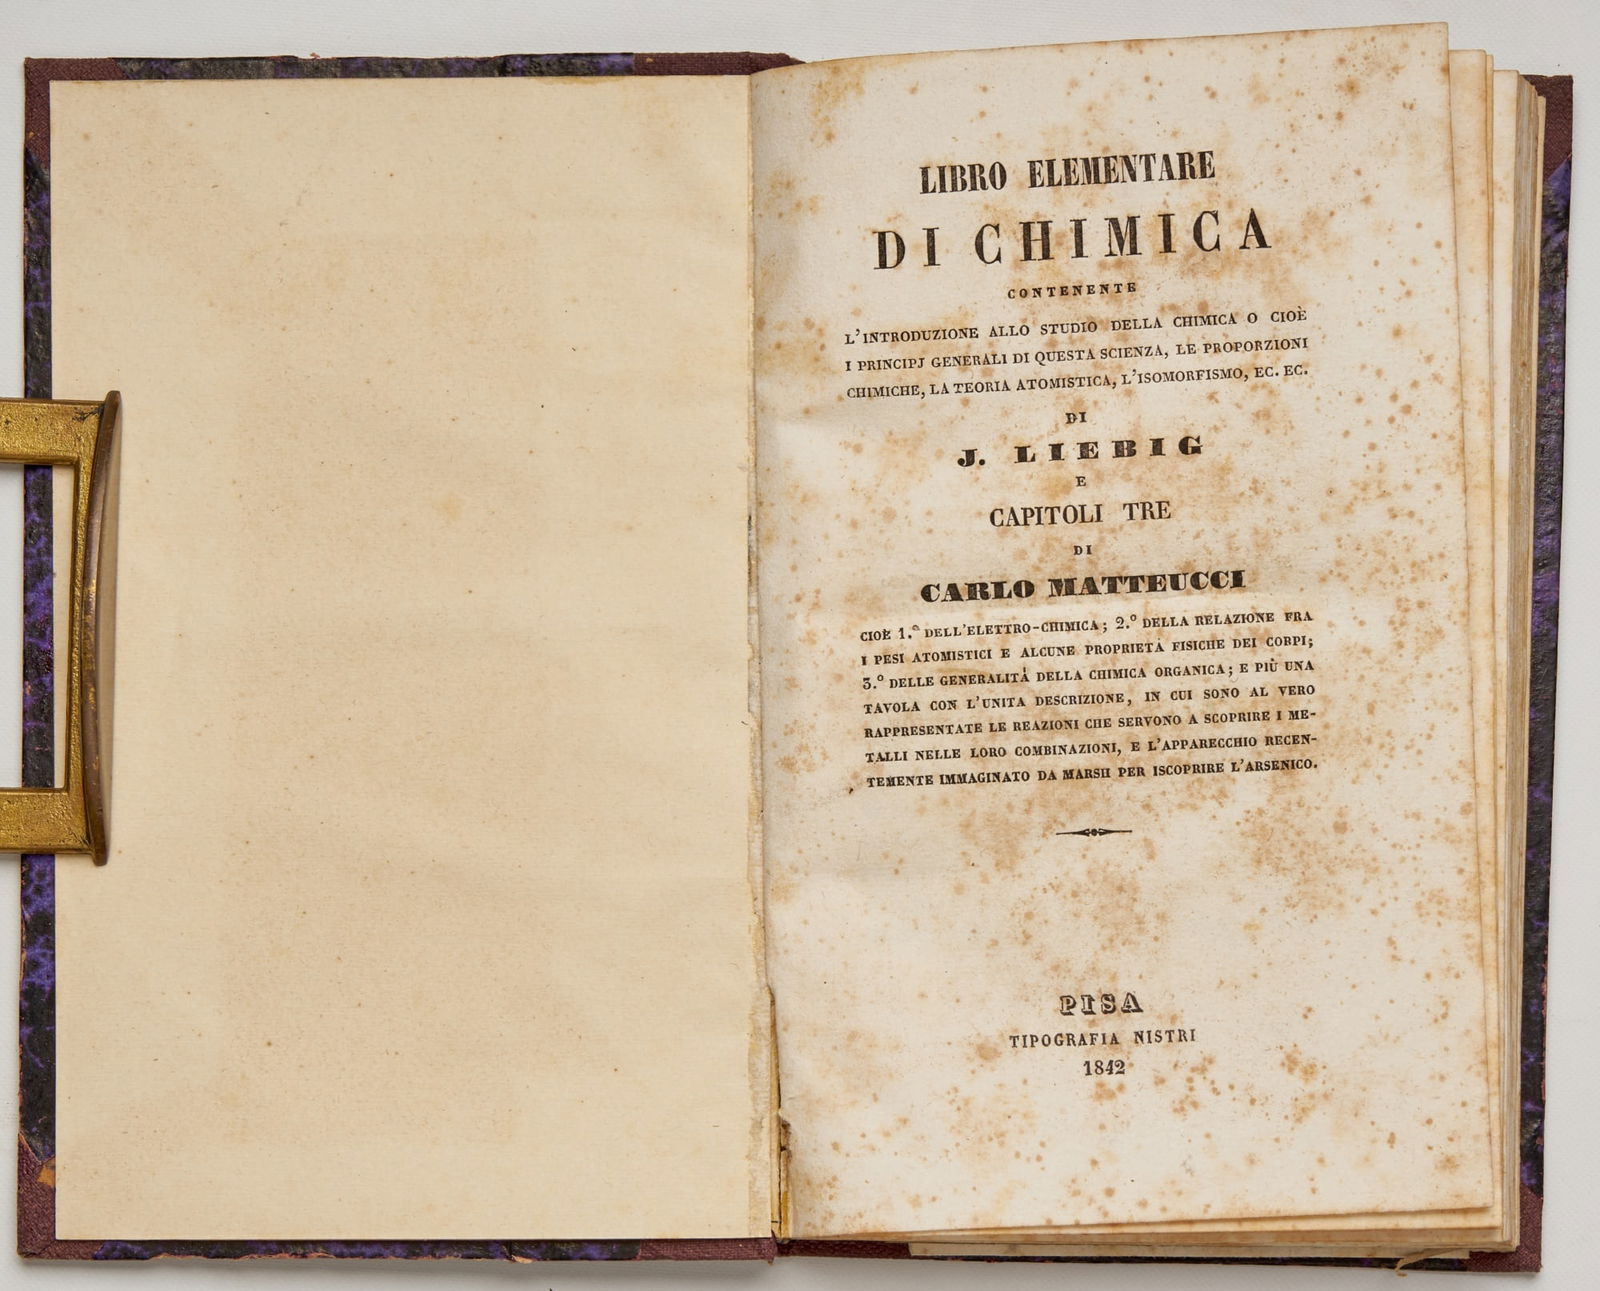 LIBRO ELEMENTARE
DI CHIMICA
CONTENENTE
L'INTRODUZIONE ALLO STUDIO DELLA CHIMICA O CIOÈ
I PRINCIPJ GENERALI DI QUESTA SCIENZA, LE PROPORZIONI
CHIMICHE, LA TEORIA ATOMISTICA, L'ISOMORFISMO, EC. EC.
DI
J. LIEBIG
E
CAPITOLI TRE
DI
CARLO MATTEUCCI
CIOÈ 1.° DELL'ELETTRO-CHIMICA; 2.° DELLA RELAZIONE FRA
I PESI ATOMISTICI E ALCUNE PROPRIETÀ FISICHE DEI CORPI;
3.° DELLE GENERALITÀ DELLA CHIMICA ORGANICA; E PIÙ UNA
TAVOLA CON L'UNITA DESCRIZIONE, IN CUI SONO AL VERO
RAPPRESENTATE LE REAZIONI CHE SERVONO A SCOPRIRE I ME-
TALLI NELLE LORO COMBINAZIONI, E L'APPARECCHIO RECEN-
TEMENTE IMMAGINATO DA MARSH PER ISCOPRIRE L'ARSENICO.
PISA
TIPOGRAFIA NISTRI
1842